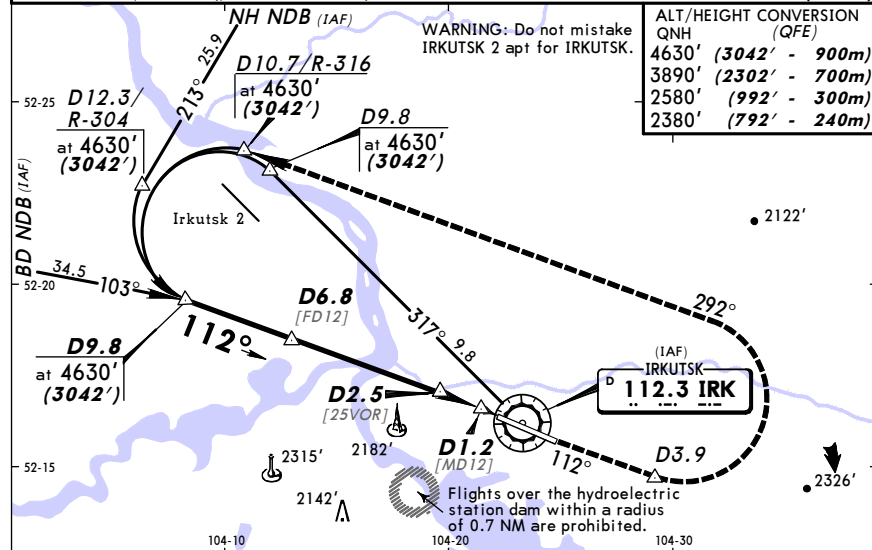 NH NDB (IAF)
WARNING: Do not mistake
IRKUTSK 2 apt for IRKUTSK.
ALT/HEIGHT CONVERSION
QNH (QFE)
4630' (3042' - 900m)
3890' (2302' - 700m)
2580' (992' - 300m)
2380' (792' - 240m)
213° 25.9
D10.7/R-316
at 4630'
(3042')
D12.3/
R-304
at 4630'
(3042')
D9.8
at 4630'
(3042')
52-25
Irkutsk 2
2122'
BD NDB (IAF)
34.5 103°
52-20
D6.8
[FD12]
112°
317° 9.8
292°
D9.8
at 4630'
(3042')
(IAF)
IRKUTSK
D 112.3 IRK
D2.5
[25VOR]
D1.2
[MD12]
112°
D3.9
2182'
2315'
52-15
2142'
2326'
Flights over the hydroelectric
station dam within a radius
of 0.7 NM are prohibited.
104-10
104-20
104-30